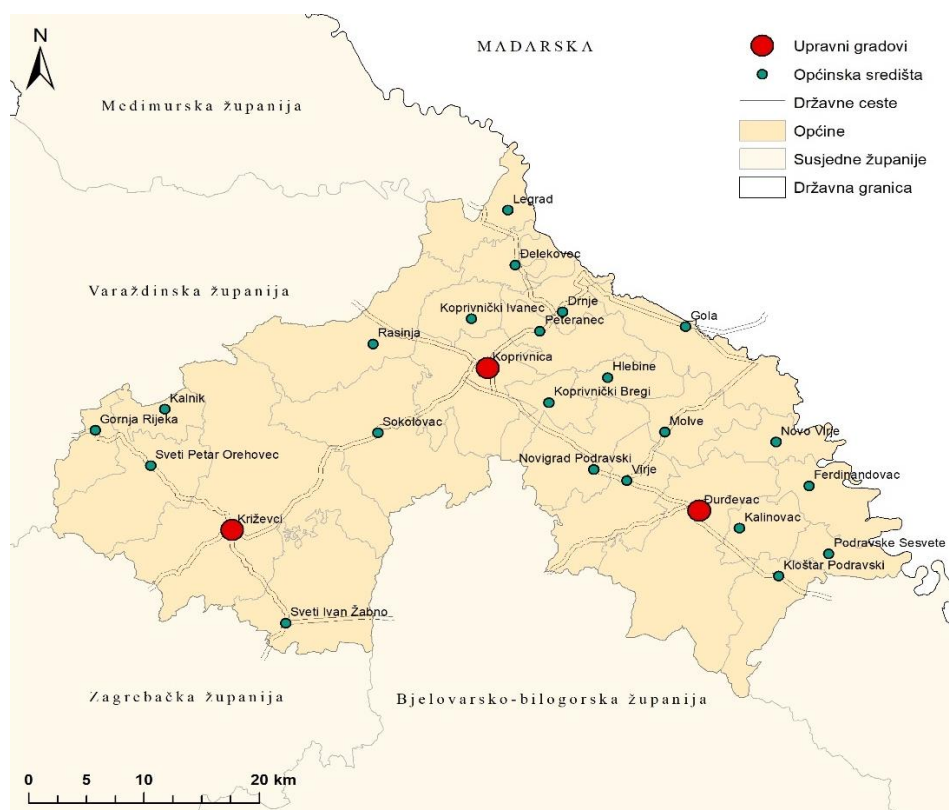 N
MAĐARSKA
Upravni gradovi
Općinska središta
Državne ceste
Općine
Susjedne županije
Državna granica
Međimurska županija
Legrad
Đelekovec
Varaždinska županija
Koprivnički Ivanec
Drnje
Peteranec
Gola
Rasinja
Koprivnica
Hlebine
Koprivnički Bregi
Kalnik
Gornja Rijeka
Sokolovac
Molve
Novo Virje
Sveti Petar Orehovec
Novigrad Podravski
Virje
Ferdinandovac
Đurđevac
Križevci
Kalinovac
Podravske Sesvete
Kloštar Podravski
Sveti Ivan Žabno
Zagrebačka županija
Bjelovarsko-bilogorska županija
0 5 10 20 km